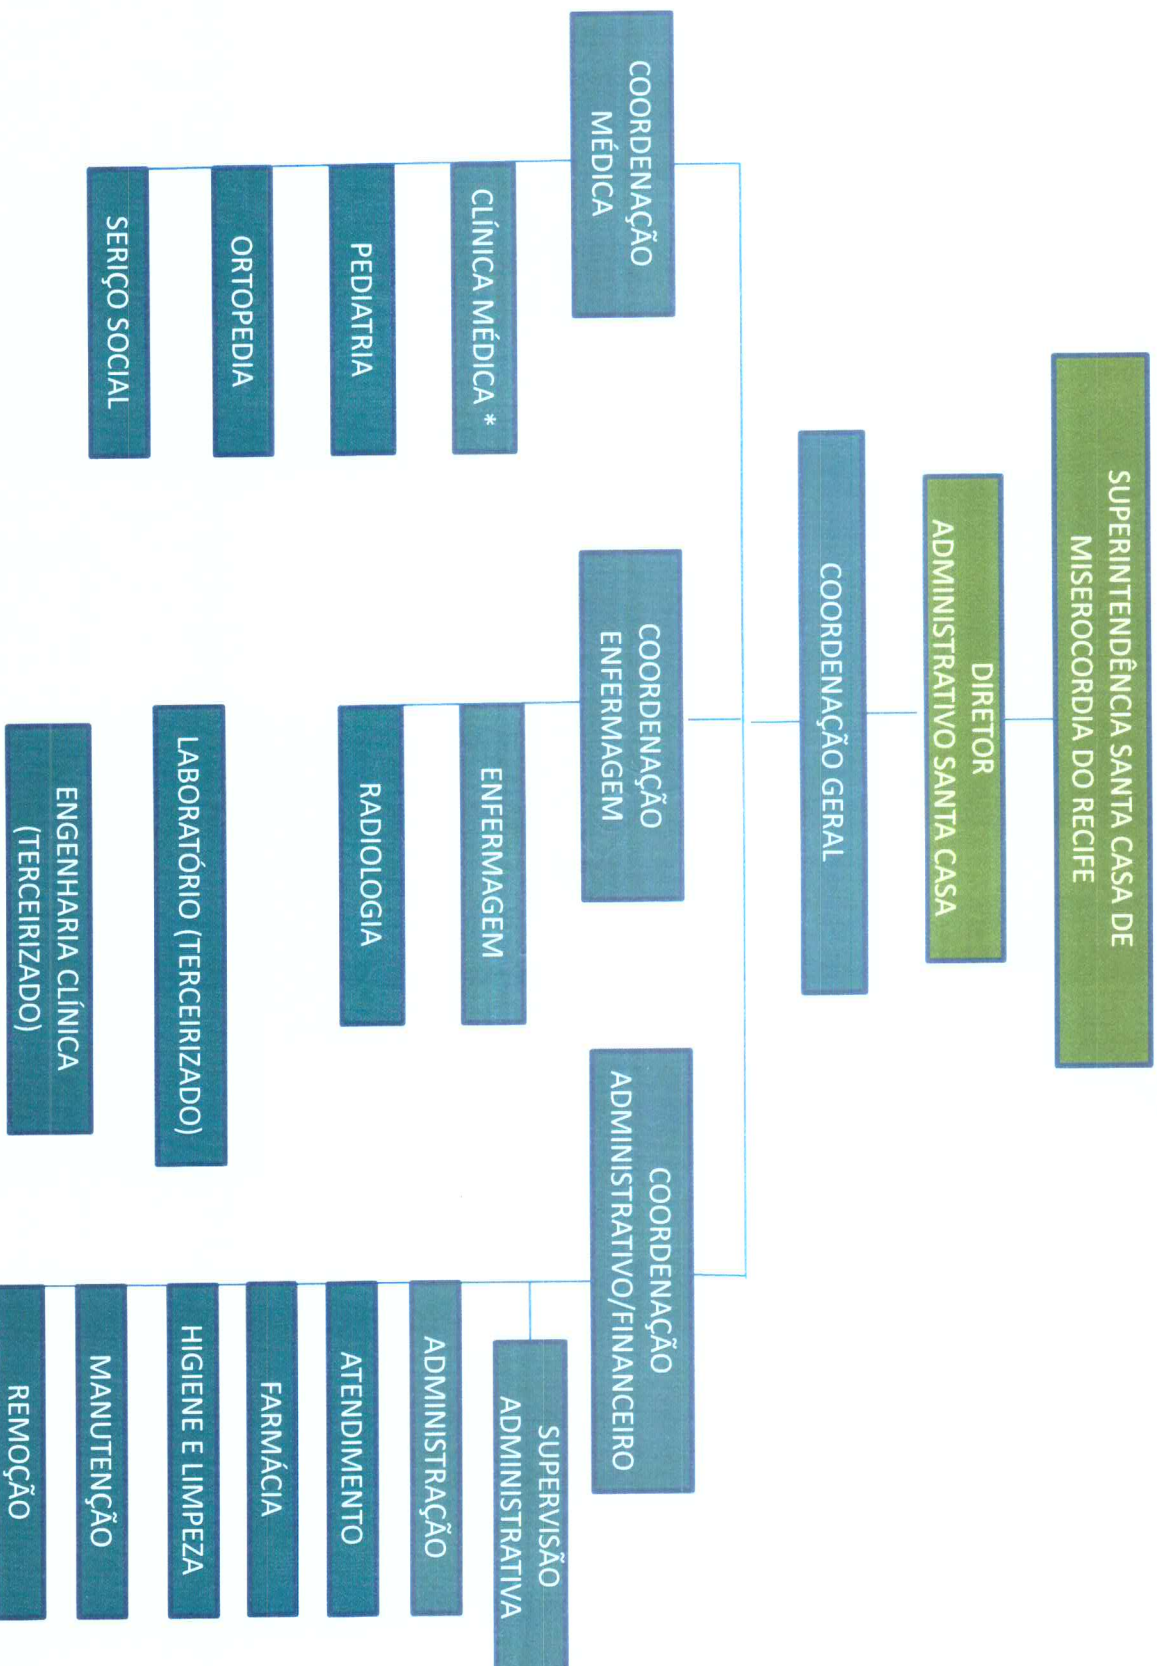 SUPERINTENDÊNCIA SANTA CASA DE
MISEROCORDIA DO RECIFE
DIRETOR
ADMINISTRATIVO SANTA CASA
COORDENAÇÃO GERAL
COORDENAÇÃO
MÉDICA
CLÍNICA MÉDICA *
PEDIATRIA
ORTOPEDIA
SERIÇO SOCIAL
COORDENAÇÃO
ENFERMAGEM
ENFERMAGEM
RADIOLOGIA
LABORATÓRIO (TERCEIRIZADO)
ENGENHARIA CLÍNICA
(TERCEIRIZADO)
COORDENAÇÃO
ADMINISTRATIVO/FINANCEIRO
SUPERVISÃO
ADMINISTRATIVA
ADMINISTRAÇÃO
ATENDIMENTO
FARMÁCIA
HIGIENE E LIMPEZA
MANUTENÇÃO
REMOÇÃO